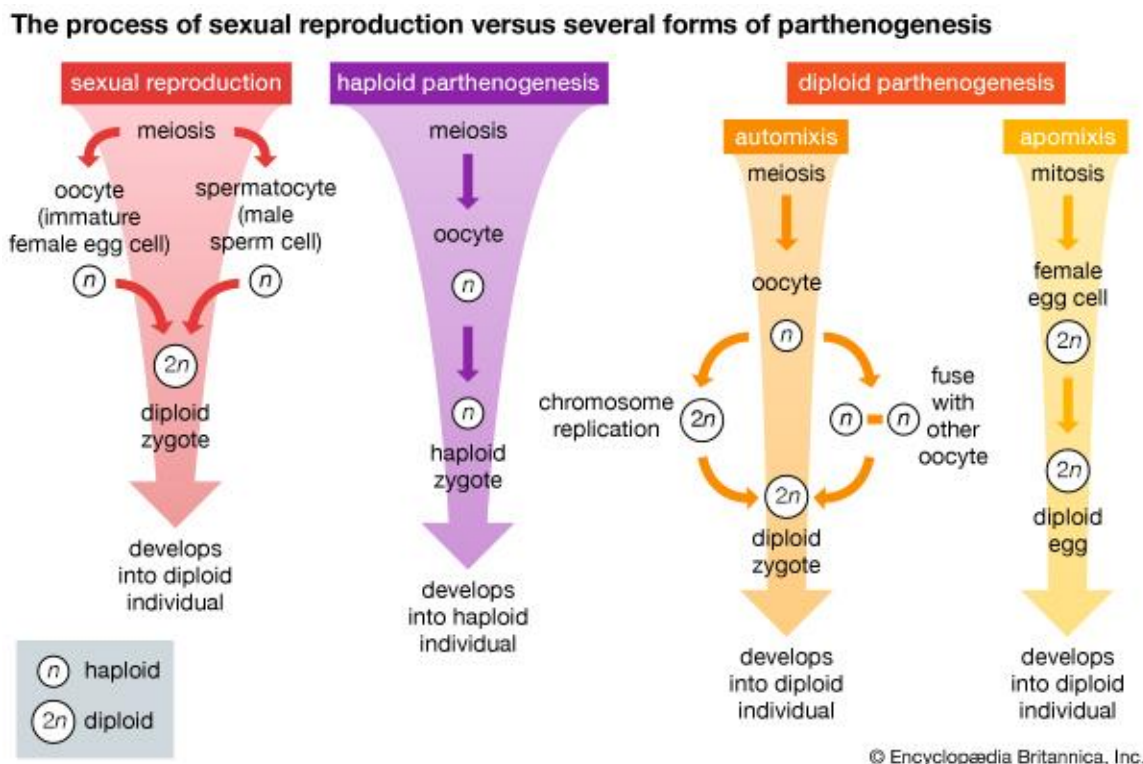 The process of sexual reproduction versus several forms of parthenogenesis
sexual reproduction
meiosis
oocyte
(immature
female egg cell)
n
spermatocyte
(male
sperm cell)
n
2n
diploid
zygote
develops
into diploid
individual
haploid parthenogenesis
meiosis
oocyte
n
n
haploid
zygote
develops
into haploid
individual
diploid parthenogenesis
automixis
meiosis
oocyte
n
chromosome
replication
2n
n
n
fuse
with
other
oocyte
2n
diploid
zygote
develops
into diploid
individual
apomixis
mitosis
female
egg cell
2n
2n
diploid
egg
develops
into diploid
individual
n haploid
2n diploid
© Encyclopædia Britannica, Inc.